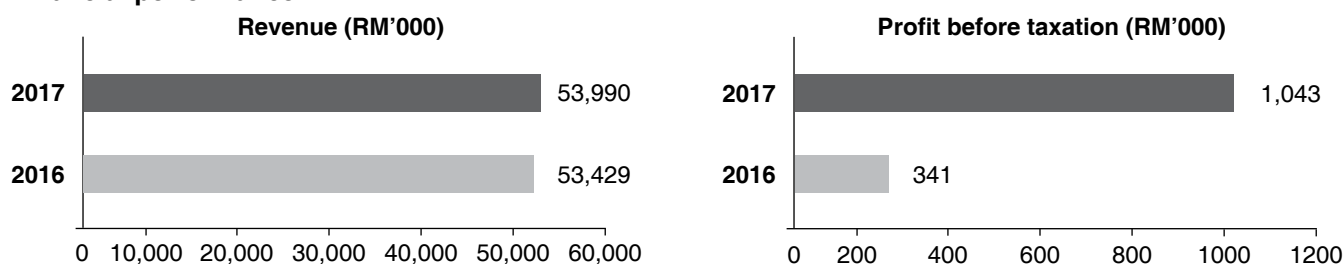 Revenue (RM’000)
2017 53,990
2016 53,429
0 10,000 20,000 30,000 40,000 50,000 60,000
Profit before taxation (RM’000)
2017 1,043
2016 341
0 200 400 600 800 1000 1200